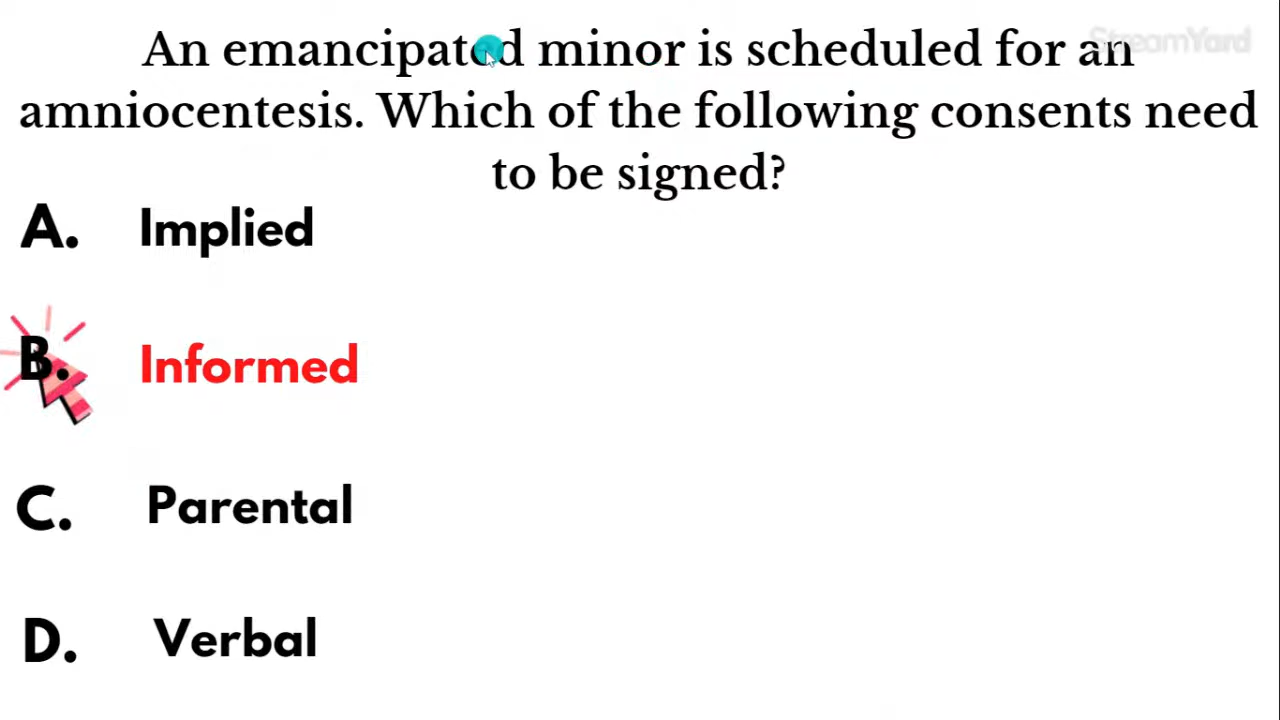 StreamYard
An emancipated minor is scheduled for an
amniocentesis. Which of the following consents need
to be signed?
A. Implied
B. Informed
C. Parental
D. Verbal